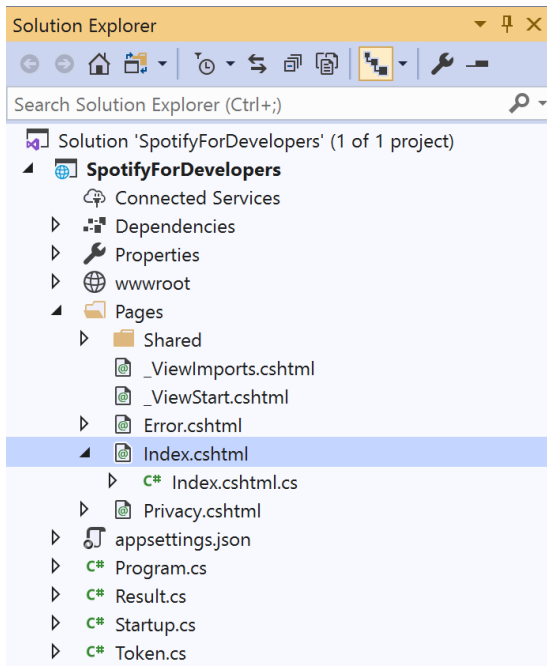 Solution Explorer
Search Solution Explorer (Ctrl+;)
Solution 'SpotifyForDevelopers' (1 of 1 project)
SpotifyForDevelopers
Connected Services
Dependencies
Properties
wwwroot
Pages
Shared
_ViewImports.cshtml
_ViewStart.cshtml
Error.cshtml
Index.cshtml
C# Index.cshtml.cs
Privacy.cshtml
appsettings.json
C# Program.cs
C# Result.cs
C# Startup.cs
C# Token.cs